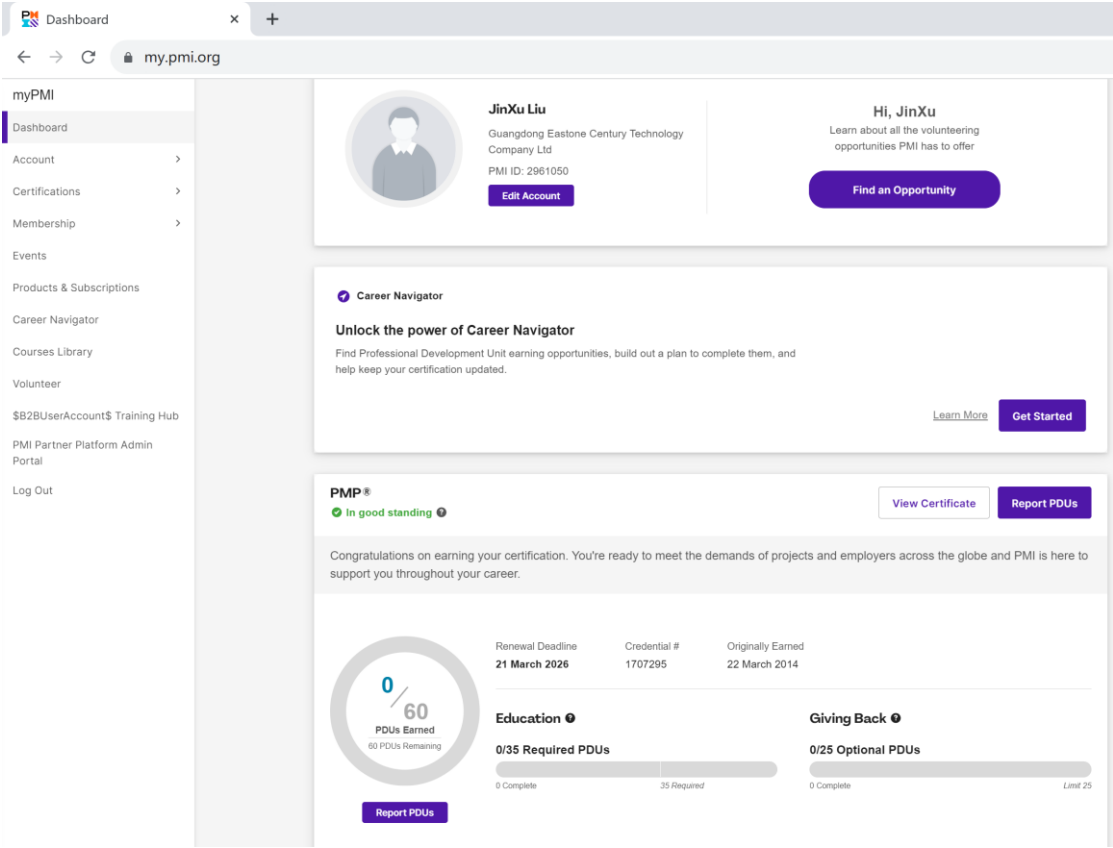 Dashboard
my.pmi.org
myPMI
Dashboard
Account
Certifications
Membership
Events
Products & Subscriptions
Career Navigator
Courses Library
Volunteer
$B2BUserAccount$ Training Hub
PMI Partner Platform Admin
Portal
Log Out
JinXu Liu
Guangdong Eastone Century Technology
Company Ltd
PMI ID: 2961050
Edit Account
Hi, JinXu
Learn about all the volunteering
opportunities PMI has to offer
Find an Opportunity
Career Navigator
Unlock the power of Career Navigator
Find Professional Development Unit earning opportunities, build out a plan to complete them, and
help keep your certification updated.
Learn More
Get Started
PMP®
In good standing
View Certificate
Report PDUs
Congratulations on earning your certification. You're ready to meet the demands of projects and employers across the globe and PMI is here to
support you throughout your career.
0/60
PDUs Earned
60 PDUs Remaining
Report PDUs
Renewal Deadline
21 March 2026
Credential #
1707295
Originally Earned
22 March 2014
Education
0/35 Required PDUs
0 Complete
35 Required
Giving Back
0/25 Optional PDUs
0 Complete
Limit 25